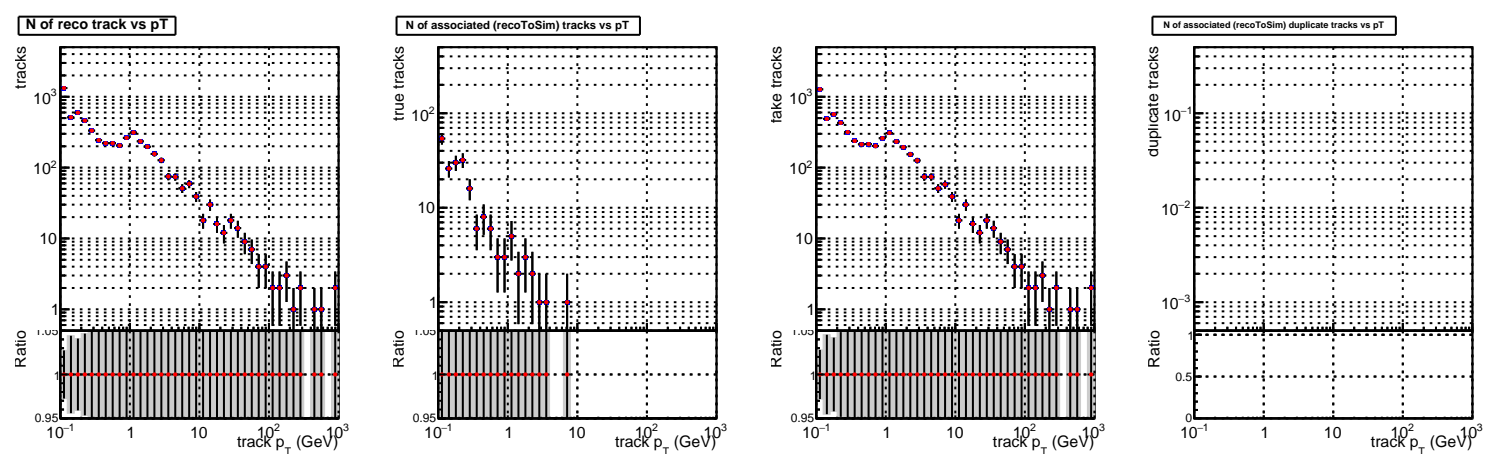 N of reco track vs pT
tracks
10³
10²
10
1
Ratio
1.05
1
0.95
10⁻¹ 1 10 10² 10³
track p_T (GeV)
N of associated (recoToSim) tracks vs pT
true tracks
10²
10
1
Ratio
1.05
1
0.95
10⁻¹ 1 10 10² 10³
track p_T (GeV)
fake tracks
10³
10²
10
1
Ratio
1.05
1
0.95
10⁻¹ 1 10 10² 10³
track p_T (GeV)
N of associated (recoToSim) duplicate tracks vs pT
duplicate tracks
10⁻¹
10⁻²
10⁻³
Ratio
1
0.5
0
10⁻¹ 1 10 10² 10³
track p_T (GeV)